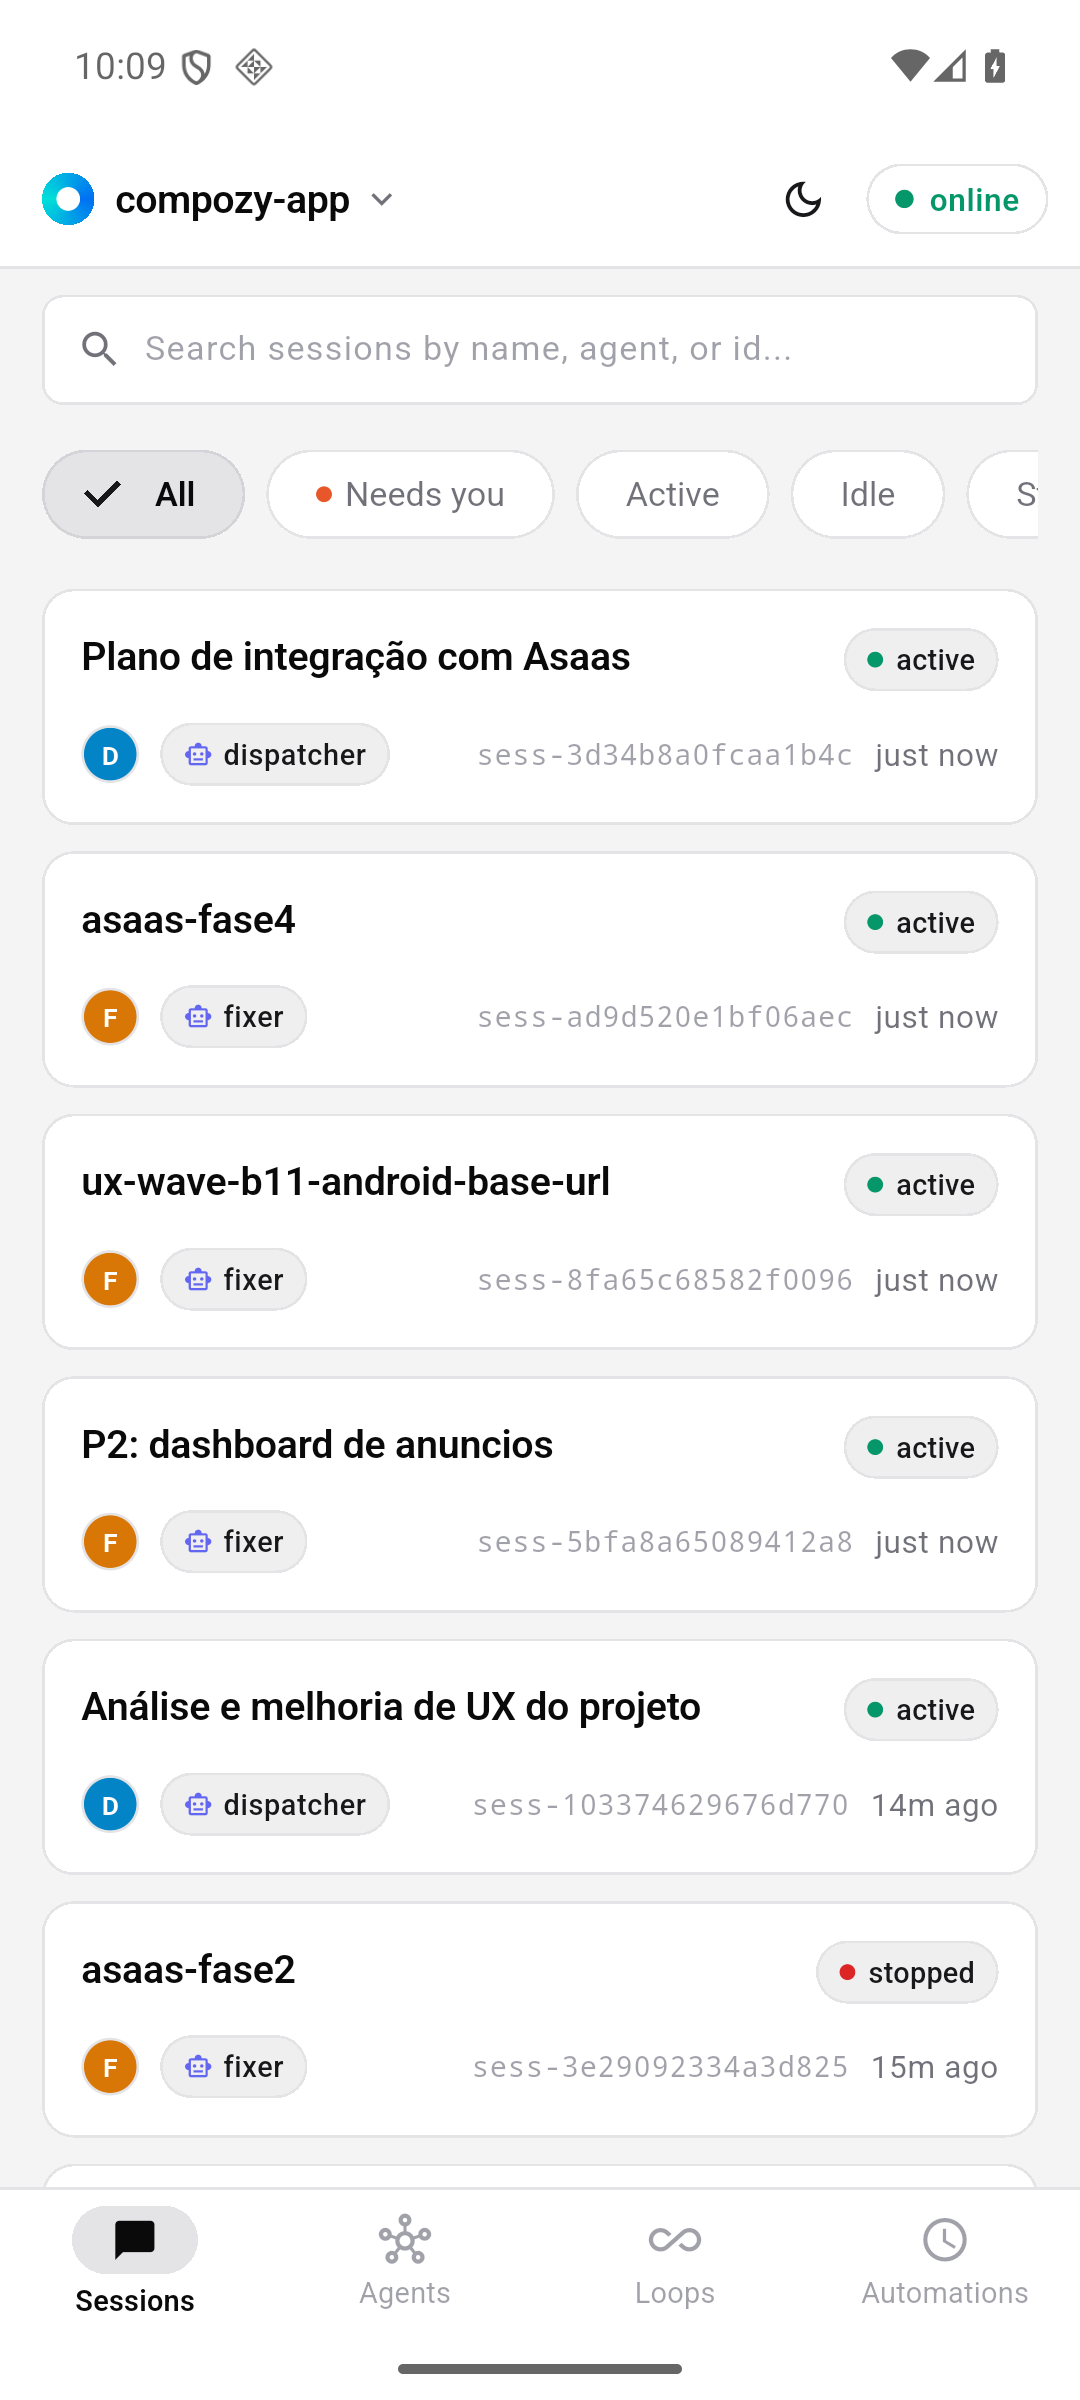 10:09
compozy-app
online
Search sessions by name, agent, or id...
All
Needs you
Active
Idle
Plano de integração com Asaas
active
D
dispatcher
sess-3d34b8a0fcaa1b4c
just now
asaas-fase4
active
F
fixer
sess-ad9d520e1bf06aec
just now
ux-wave-b11-android-base-url
active
F
fixer
sess-8fa65c68582f0096
just now
P2: dashboard de anuncios
active
F
fixer
sess-5bfa8a65089412a8
just now
Análise e melhoria de UX do projeto
active
D
dispatcher
sess-103374629676d770
14m ago
asaas-fase2
stopped
F
fixer
sess-3e29092334a3d825
15m ago
Sessions
Agents
Loops
Automations